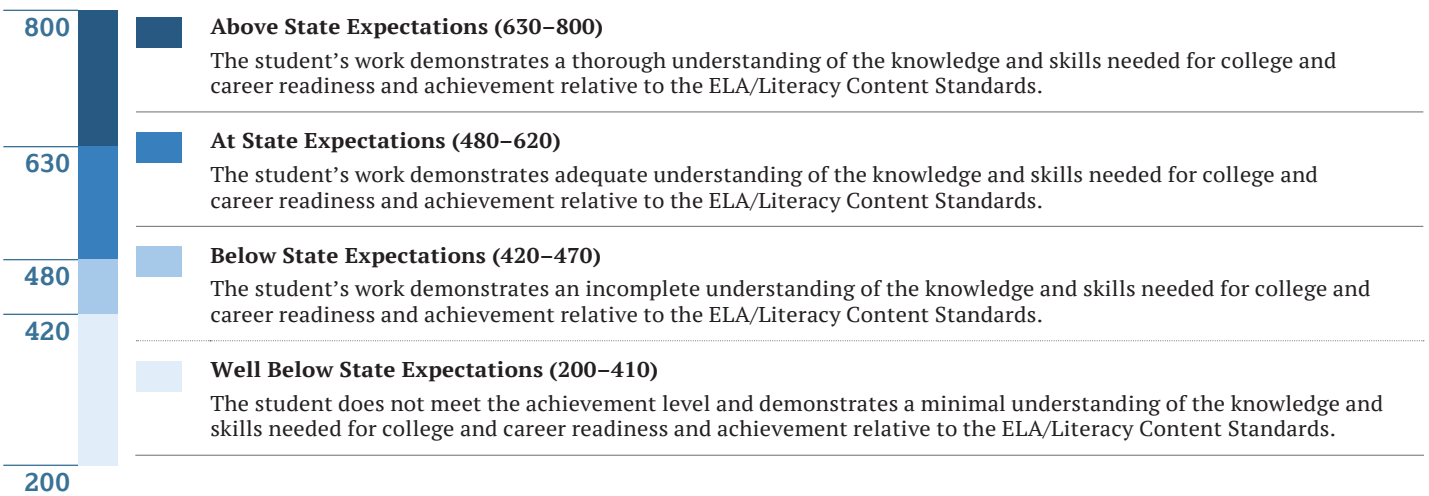 800
Above State Expectations (630–800)
The student’s work demonstrates a thorough understanding of the knowledge and skills needed for college and
career readiness and achievement relative to the ELA/Literacy Content Standards.
630
At State Expectations (480–620)
The student’s work demonstrates adequate understanding of the knowledge and skills needed for college and
career readiness and achievement relative to the ELA/Literacy Content Standards.
480
Below State Expectations (420–470)
The student’s work demonstrates an incomplete understanding of the knowledge and skills needed for college and
career readiness and achievement relative to the ELA/Literacy Content Standards.
420
Well Below State Expectations (200–410)
The student does not meet the achievement level and demonstrates a minimal understanding of the knowledge and
skills needed for college and career readiness and achievement relative to the ELA/Literacy Content Standards.
200